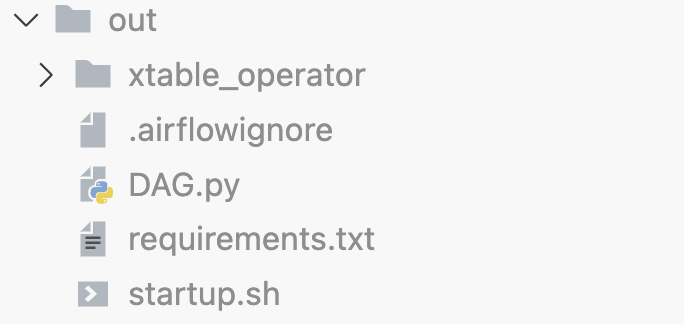 out
xtable_operator
.airflowignore
DAG.py
requirements.txt
startup.sh